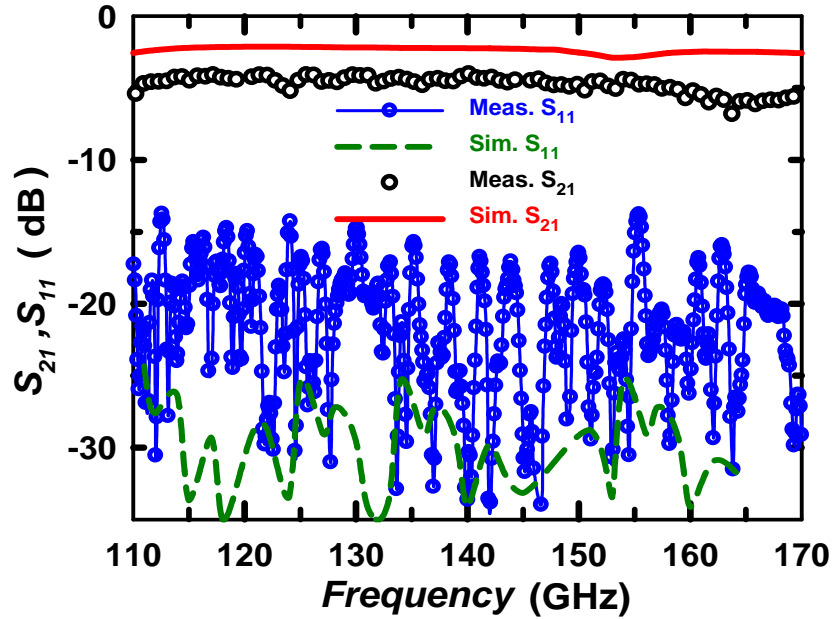 0
-10
-20
-30
110 120 130 140 150 160 170
S21 , S11 ( dB )
Frequency (GHz)
Meas. S11
Sim. S11
Meas. S21
Sim. S21